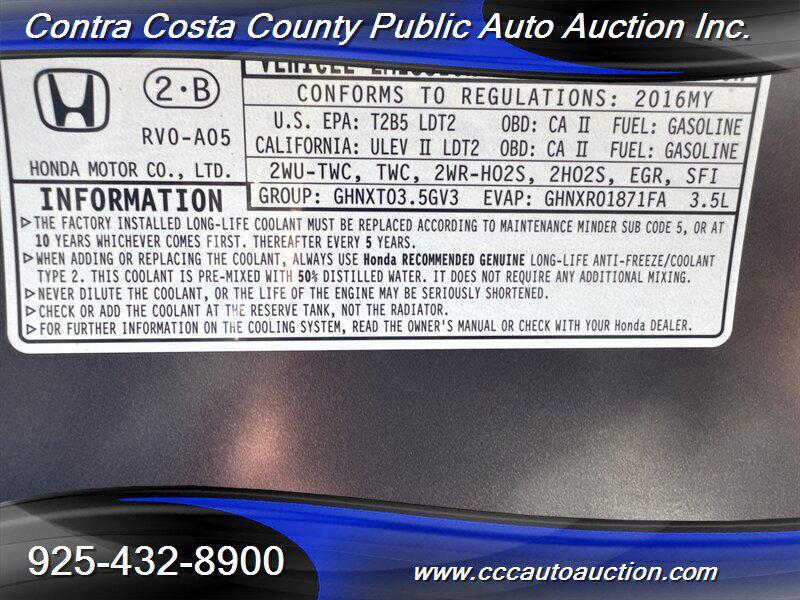 Contra Costa County Public Auto Auction Inc.
VEHICLE
2·B
CONFORMS TO REGULATIONS: 2016MY
U.S. EPA: T2B5 LDT2 OBD: CA II FUEL: GASOLINE
RV0-A05
CALIFORNIA: ULEV II LDT2 OBD: CA II FUEL: GASOLINE
HONDA MOTOR CO., LTD.
2WU-TWC, TWC, 2WR-HO2S, 2HO2S, EGR, SFI
INFORMATION
GROUP: GHNXT03.5GV3 EVAP: GHNXR01871FA 3.5L
▷THE FACTORY INSTALLED LONG-LIFE COOLANT MUST BE REPLACED ACCORDING TO MAINTENANCE MINDER SUB CODE 5, OR AT
10 YEARS WHICHEVER COMES FIRST. THEREAFTER EVERY 5 YEARS.
▷WHEN ADDING OR REPLACING THE COOLANT, ALWAYS USE Honda RECOMMENDED GENUINE LONG-LIFE ANTI-FREEZE/COOLANT
TYPE 2. THIS COOLANT IS PRE-MIXED WITH 50% DISTILLED WATER. IT DOES NOT REQUIRE ANY ADDITIONAL MIXING.
▷NEVER DILUTE THE COOLANT, OR THE LIFE OF THE ENGINE MAY BE SERIOUSLY SHORTENED.
▷CHECK OR ADD THE COOLANT AT THE RESERVE TANK, NOT THE RADIATOR.
▷FOR FURTHER INFORMATION ON THE COOLING SYSTEM, READ THE OWNER'S MANUAL OR CHECK WITH YOUR Honda DEALER.
925-432-8900
www.cccautoauction.com